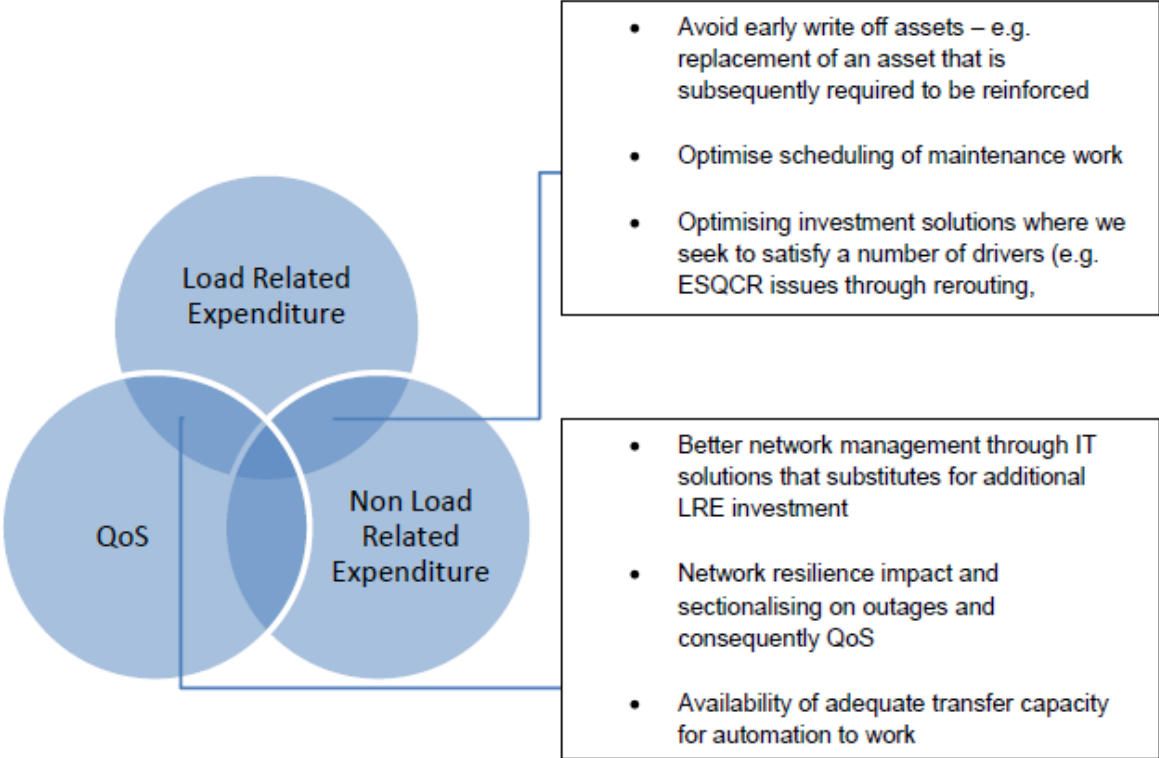 • Avoid early write off assets – e.g.
replacement of an asset that is
subsequently required to be reinforced
• Optimise scheduling of maintenance work
• Optimising investment solutions where we
seek to satisfy a number of drivers (e.g.
ESQCR issues through rerouting,
Load Related
Expenditure
QoS
Non Load
Related
Expenditure
• Better network management through IT
solutions that substitutes for additional
LRE investment
• Network resilience impact and
sectionalising on outages and
consequently QoS
• Availability of adequate transfer capacity
for automation to work